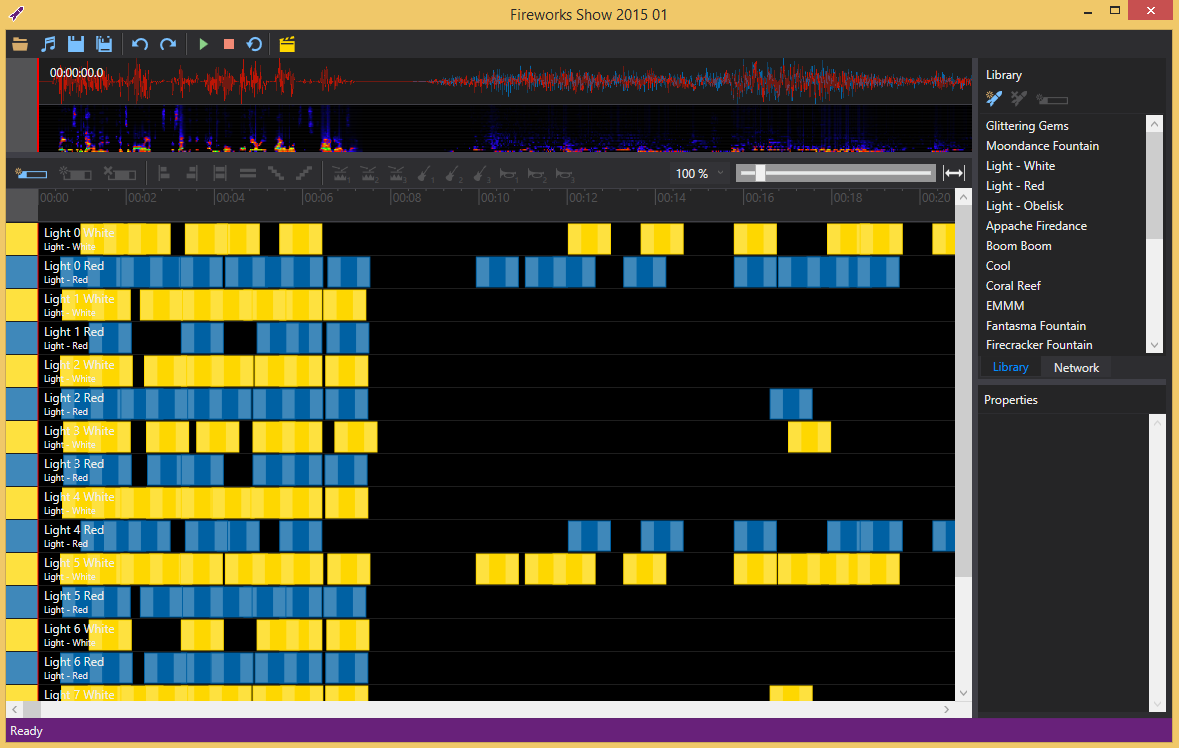 Fireworks Show 2015 01
00:00:00.0
100 %
00:00 00:02 00:04 00:06 00:08 00:10 00:12 00:14 00:16 00:18 00:20
Light 0 White
Light - White
Light 0 Red
Light - Red
Light 1 White
Light - White
Light 1 Red
Light - Red
Light 2 White
Light - White
Light 2 Red
Light - Red
Light 3 White
Light - White
Light 3 Red
Light - Red
Light 4 White
Light - White
Light 4 Red
Light - Red
Light 5 White
Light - White
Light 5 Red
Light - Red
Light 6 White
Light - White
Light 6 Red
Light - Red
Light 7 White
Library
Glittering Gems
Moondance Fountain
Light - White
Light - Red
Light - Obelisk
Appache Firedance
Boom Boom
Cool
Coral Reef
EMMM
Fantasma Fountain
Firecracker Fountain
Library Network
Properties
Ready